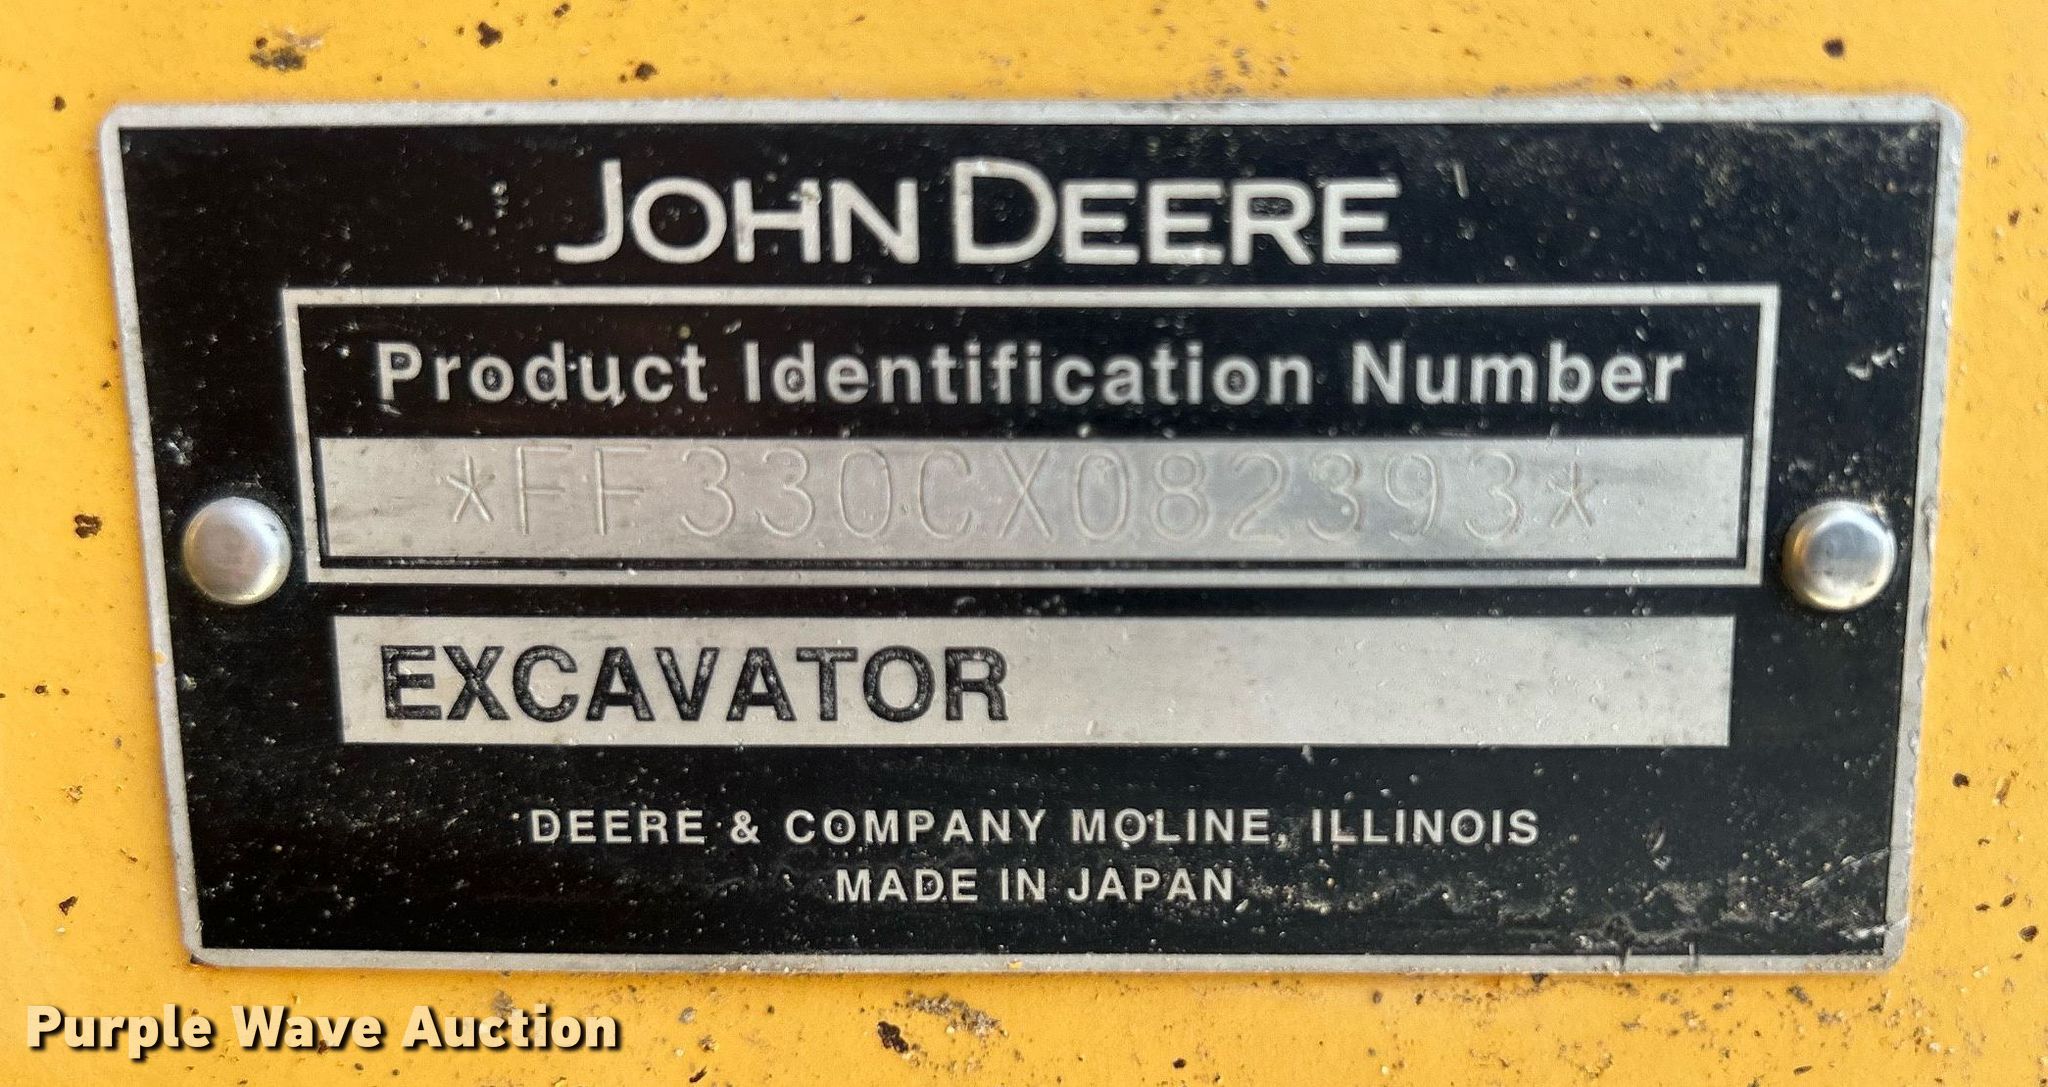 JOHN DEERE
Product Identification Number
*FF330CX082393*
EXCAVATOR
DEERE & COMPANY MOLINE, ILLINOIS
MADE IN JAPAN
Purple Wave Auction